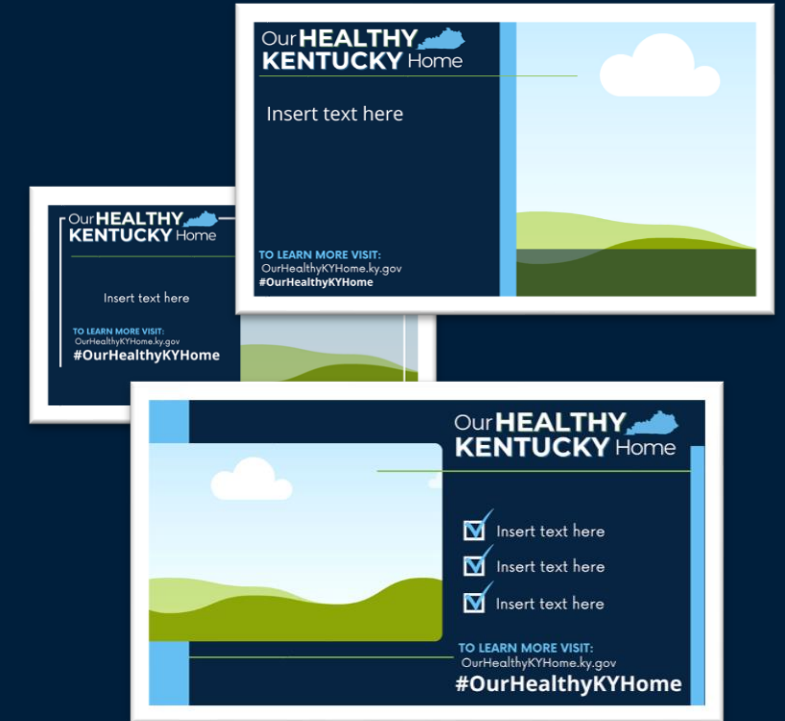 Our HEALTHY
KENTUCKY Home
Insert text here
TO LEARN MORE VISIT:
OurHealthyKYHome.ky.gov
#OurHealthyKYHome
Our HEALTHY
KENTUCKY Home
Insert text here
TO LEARN MORE VISIT:
OurHealthyKYHome.ky.gov
#OurHealthyKYHome
Our HEALTHY
KENTUCKY Home
Insert text here
Insert text here
Insert text here
TO LEARN MORE VISIT:
OurHealthyKYHome.ky.gov
#OurHealthyKYHome